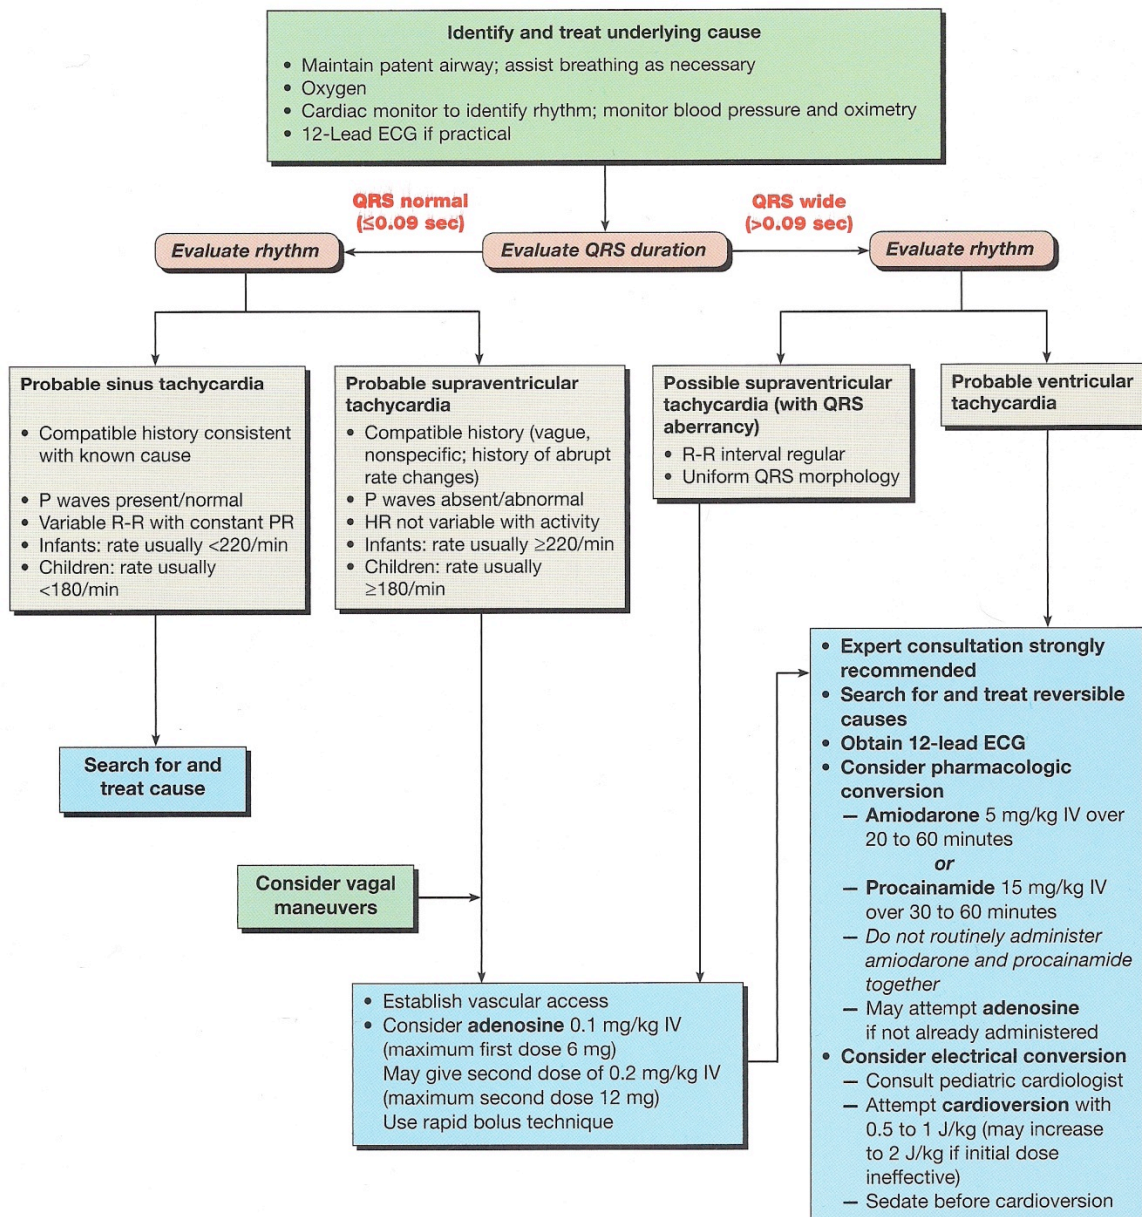 Identify and treat underlying cause
• Maintain patent airway; assist breathing as necessary
• Oxygen
• Cardiac monitor to identify rhythm; monitor blood pressure and oximetry
• 12-Lead ECG if practical
QRS normal
(≤0.09 sec)
QRS wide
(>0.09 sec)
Evaluate rhythm
Evaluate QRS duration
Evaluate rhythm
Probable sinus tachycardia
• Compatible history consistent
with known cause
• P waves present/normal
• Variable R-R with constant PR
• Infants: rate usually <220/min
• Children: rate usually
<180/min
Probable supraventricular
tachycardia
• Compatible history (vague,
nonspecific; history of abrupt
rate changes)
• P waves absent/abnormal
• HR not variable with activity
• Infants: rate usually ≥220/min
• Children: rate usually
≥180/min
Possible supraventricular
tachycardia (with QRS
aberrancy)
• R-R interval regular
• Uniform QRS morphology
Probable ventricular
tachycardia
Search for and
treat cause
Consider vagal
maneuvers
• Establish vascular access
• Consider adenosine 0.1 mg/kg IV
(maximum first dose 6 mg)
May give second dose of 0.2 mg/kg IV
(maximum second dose 12 mg)
Use rapid bolus technique
• Expert consultation strongly
recommended
• Search for and treat reversible
causes
• Obtain 12-lead ECG
• Consider pharmacologic
conversion
– Amiodarone 5 mg/kg IV over
20 to 60 minutes
or
– Procainamide 15 mg/kg IV
over 30 to 60 minutes
– Do not routinely administer
amiodarone and procainamide
together
– May attempt adenosine
if not already administered
• Consider electrical conversion
– Consult pediatric cardiologist
– Attempt cardioversion with
0.5 to 1 J/kg (may increase
to 2 J/kg if initial dose
ineffective)
– Sedate before cardioversion